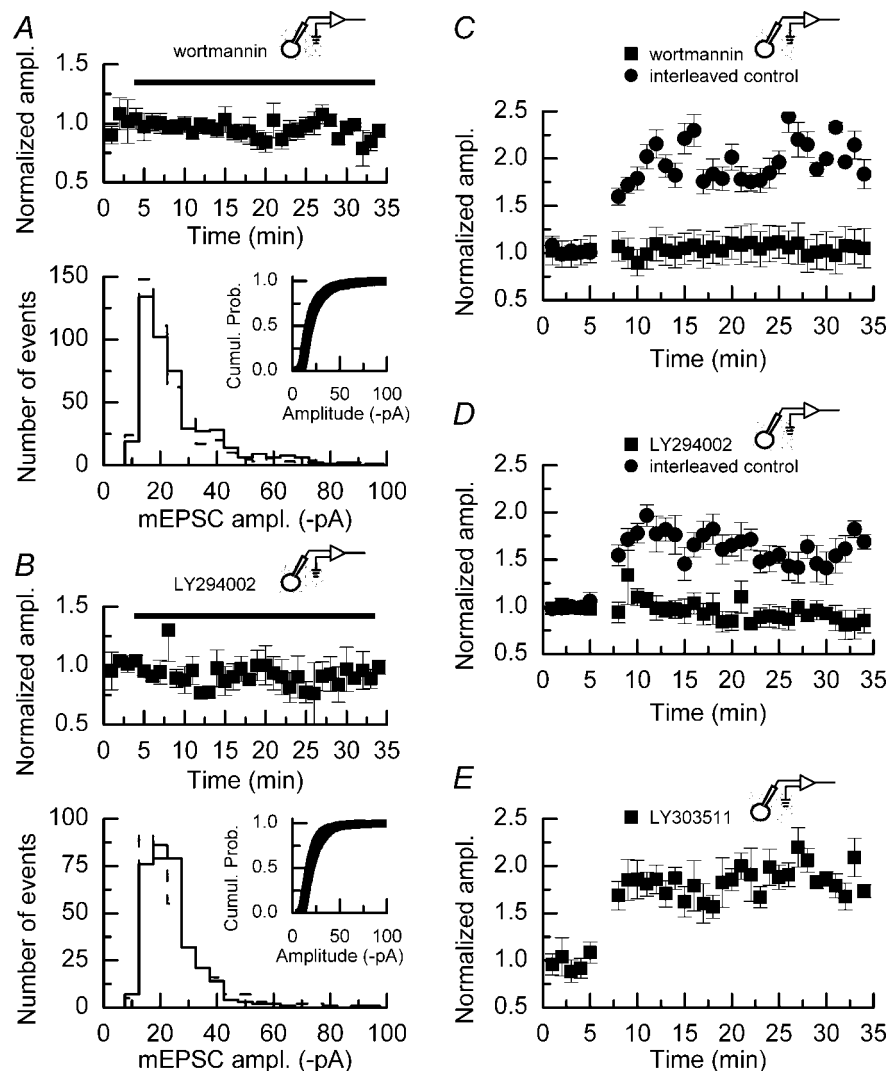 A
wortmannin
Normalized ampl.
1.5
1.0
0.5
0 5 10 15 20 25 30 35
Time (min)
Number of events
150
125
100
75
50
25
0
0 20 40 60 80 100
mEPSC ampl. (-pA)
Cumul. Prob.
1.0
0.5
0.0
0 50 100
Amplitude (-pA)
B
LY294002
Normalized ampl.
1.5
1.0
0.5
0 5 10 15 20 25 30 35
Time (min)
Number of events
100
75
50
25
0
0 20 40 60 80 100
mEPSC ampl. (-pA)
Cumul. Prob.
1.0
0.5
0.0
0 50 100
Amplitude (-pA)
C
wortmannin
interleaved control
Normalized ampl.
2.5
2.0
1.5
1.0
0.5
0 5 10 15 20 25 30 35
Time (min)
D
LY294002
interleaved control
Normalized ampl.
2.5
2.0
1.5
1.0
0.5
0 5 10 15 20 25 30 35
Time (min)
E
LY303511
Normalized ampl.
2.5
2.0
1.5
1.0
0.5
0 5 10 15 20 25 30 35
Time (min)